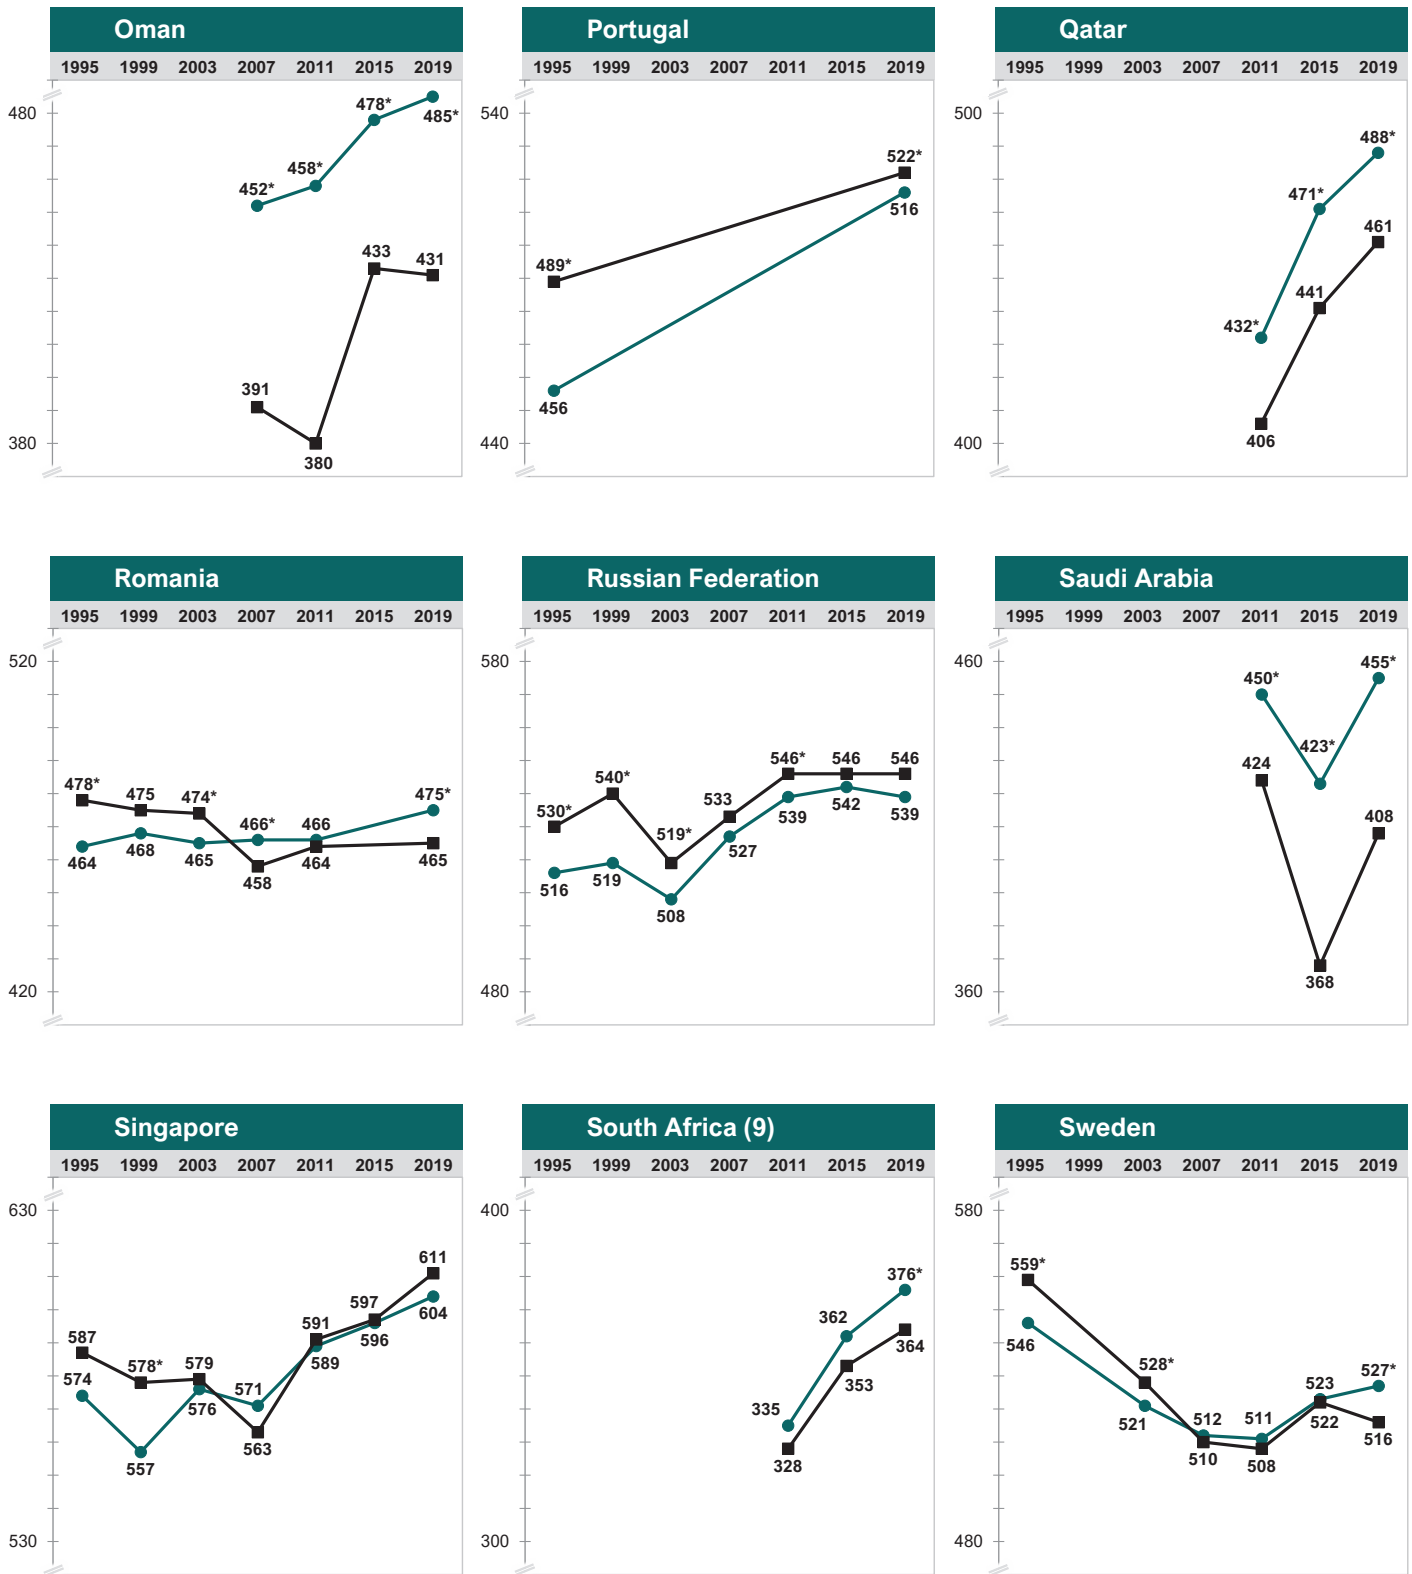 Oman Portugal Qatar
1995 1999 2003 2007 2011 2015 2019 1995 1999 2003 2007 2011 2015 2019 1995 1999 2003 2007 2011 2015 2019
480 478* 485* 540 500
452* 458* 522* 516 488*
471*
433 431 489* 461
441
432*
391 456
380 380 440 400 406
Romania Russian Federation Saudi Arabia
1995 1999 2003 2007 2011 2015 2019 1995 1999 2003 2007 2011 2015 2019 1995 1999 2003 2007 2011 2015 2019
520 580 460 455*
450*
423*
478* 475 474* 466* 466 475* 530* 540* 519* 533 546* 546 546 424
464 468 465 458 464 465 516 519 508 527 539 542 539 408
420 480 360 368
Singapore South Africa (9) Sweden
1995 1999 2003 2007 2011 2015 2019 1995 1999 2003 2007 2011 2015 2019 1995 1999 2003 2007 2011 2015 2019
630 400 580
611 376* 559*
587 578* 579 571 591 597 604 335 362 364 546 528* 512 511 523 527*
574 557 576 563 589 596 328 353 521 510 508 522 516
530 300 480